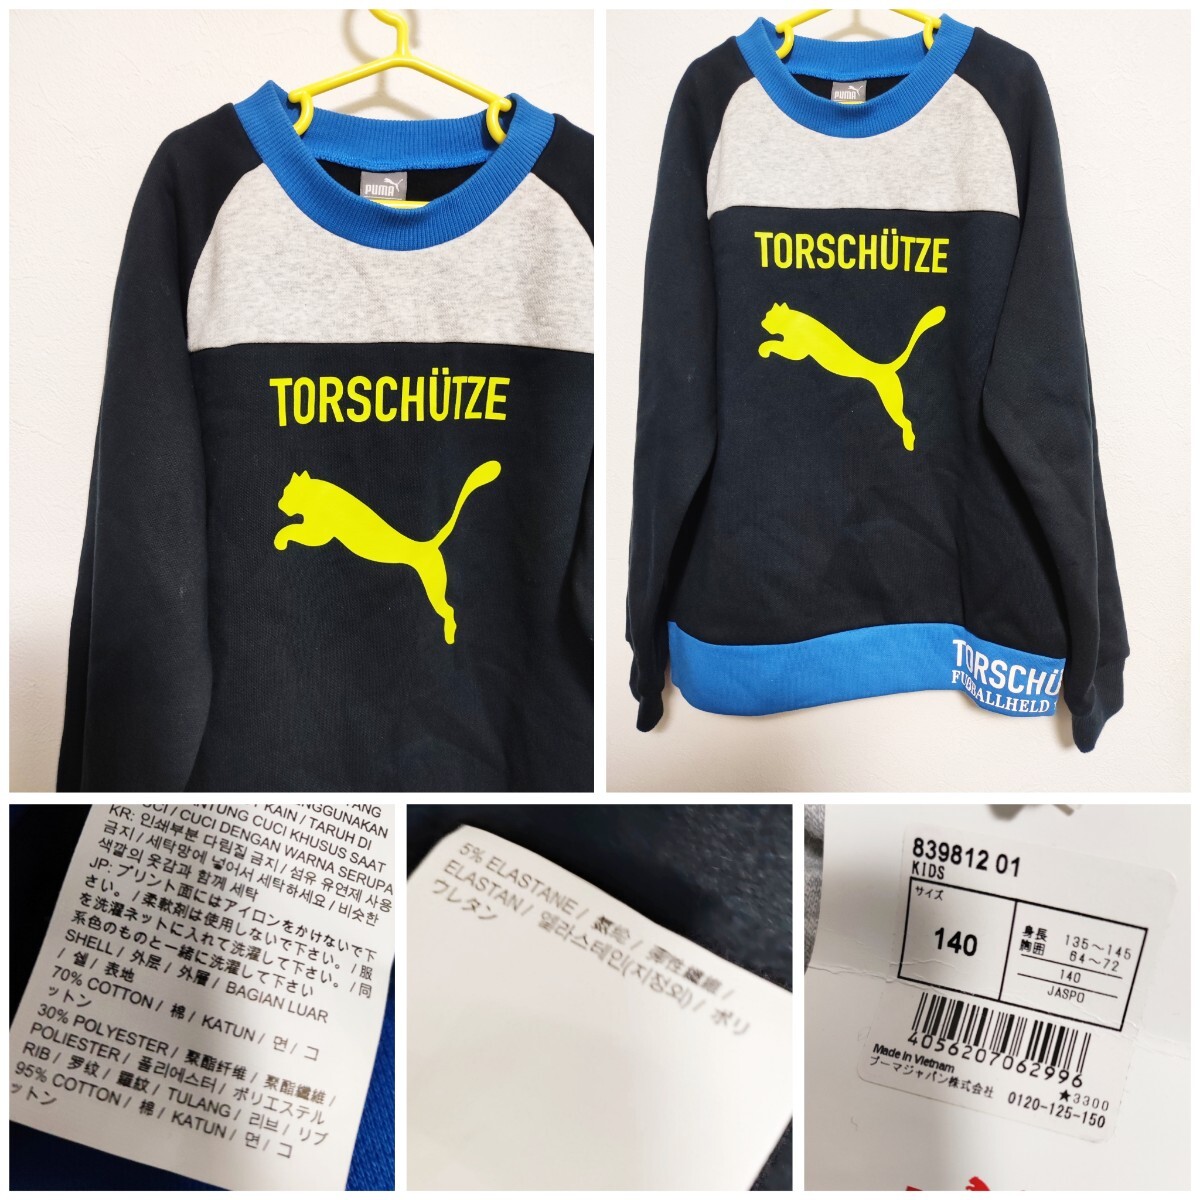 PUMA
TORSCHÜTZE
PUMA
TORSCHÜTZE
TORSCHÜ
FUßBALLHELD
KAIN / TARUH DI
CUCI / CUCI DENGAN WARNA SERUPA
KR: 인쇄부분 다림질 금지 / 섬유 유연제 사용
금지 / 세탁망에 넣어서 세탁하세요 / 비슷한
색깔의 옷감과 함께 세탁
JP: プリント面にはアイロンをかけないで下
さい。 / 柔軟剤は使用しないで下さい。 / 服
を洗濯ネットに入れて洗濯して下さい。 / 同
系色のものと一緒に洗濯して下さい
SHELL / 外层 / 外層 / BAGIAN LUAR
/ 쉘 / 表地
70% COTTON / 棉 / KATUN / 면 / コ
ットン
30% POLYESTER / 聚酯纤维 / 聚酯纖維 /
POLIESTER / 폴리에스터 / ポリエステル
RIB / 罗纹 / 羅紋 / TULANG / 리브 / リブ
95% COTTON / 棉 / KATUN / 면 / コ
ットン
5% ELASTANE / 氨纶 / 彈性纖維 /
ELASTAN / 엘라스테인(지정외) / ポリ
ウレタン
839812 01
KIDS
サイズ
140
身長 135~145
胸囲 64~72
140
JASPO
4056207062996
Made in Vietnam
プーマジャパン株式会社
★3300
0120-125-150